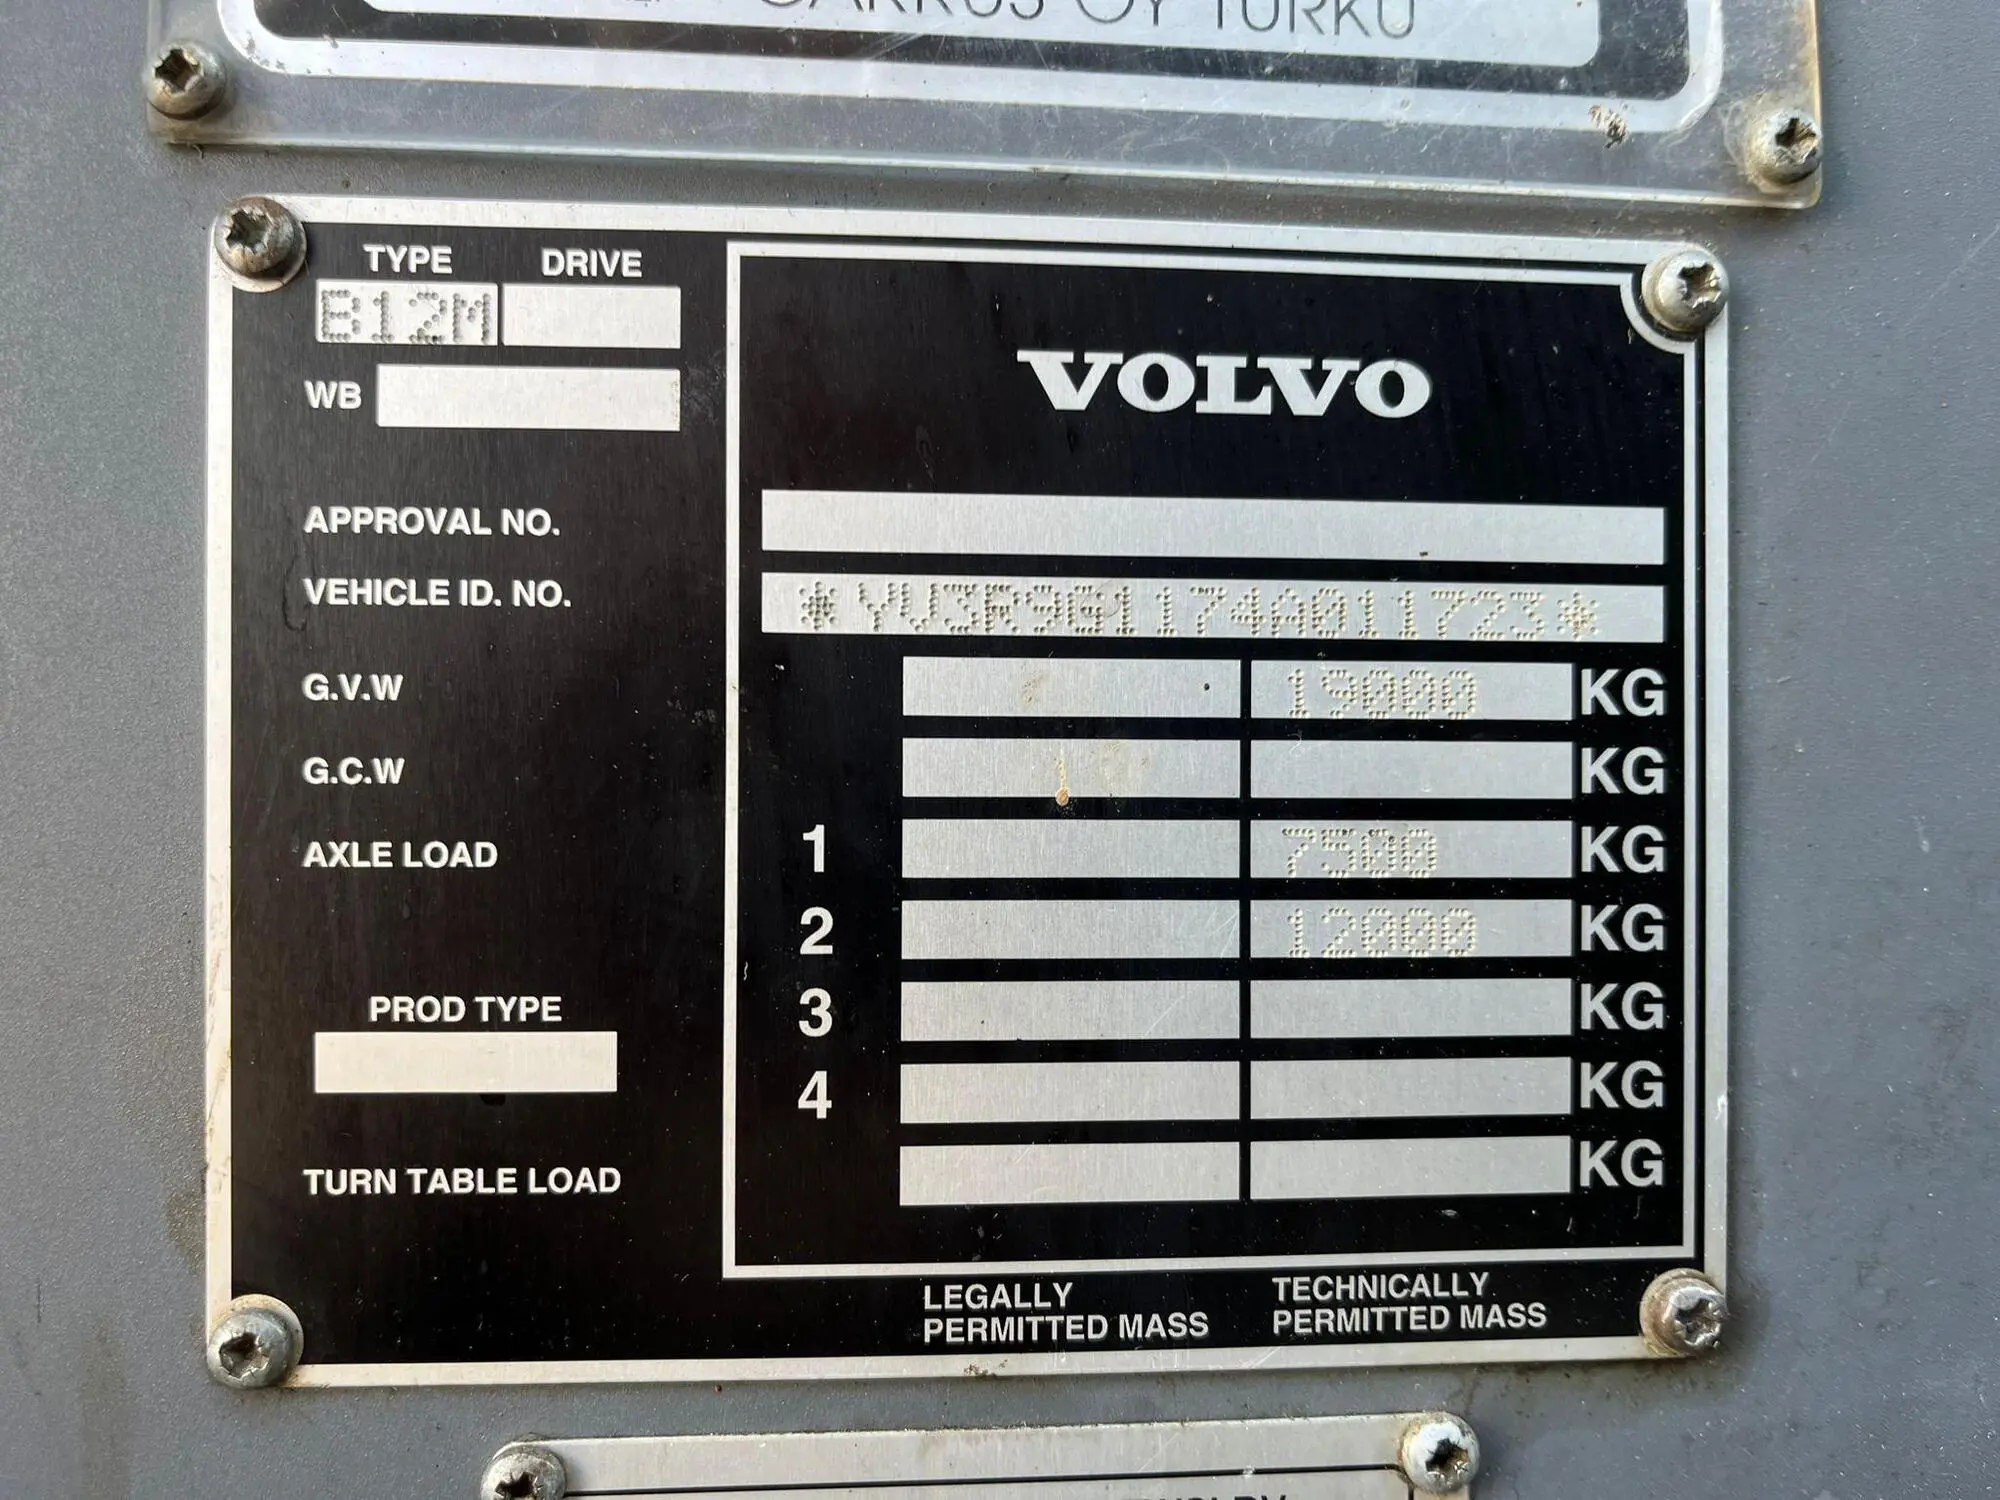 OY TURKU
TYPE DRIVE
B12M
VOLVO
WB
APPROVAL NO.
VEHICLE ID. NO. *YV3R9G1174A011723*
G.V.W 19000 KG
G.C.W KG
AXLE LOAD 1 7500 KG
2 12000 KG
3 KG
PROD TYPE
4 KG
TURN TABLE LOAD KG
LEGALLY TECHNICALLY
PERMITTED MASS PERMITTED MASS